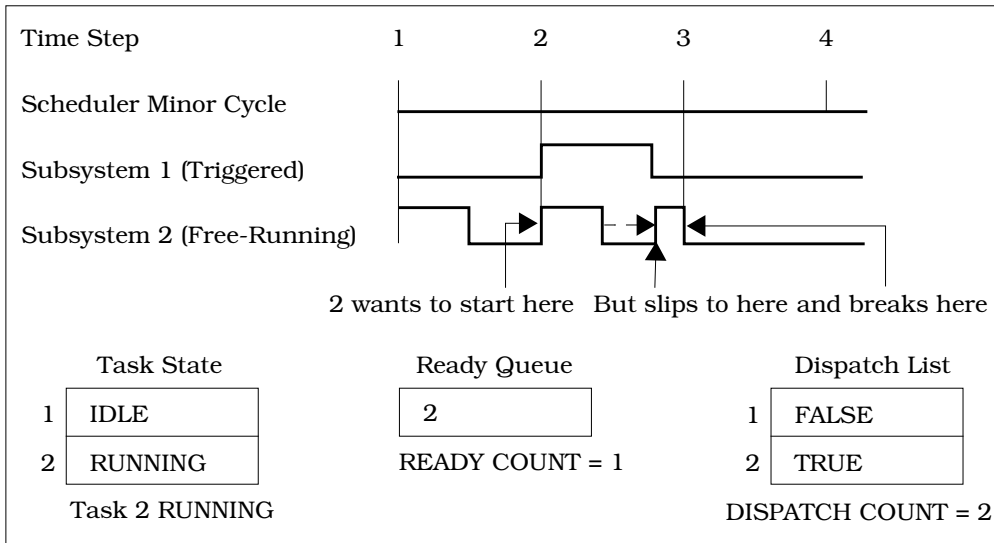 Time Step 1 2 3 4
Scheduler Minor Cycle
Subsystem 1 (Triggered)
Subsystem 2 (Free-Running)
2 wants to start here But slips to here and breaks here
Task State Ready Queue Dispatch List
1 IDLE 2 1 FALSE
2 RUNNING READY COUNT = 1 2 TRUE
Task 2 RUNNING DISPATCH COUNT = 2